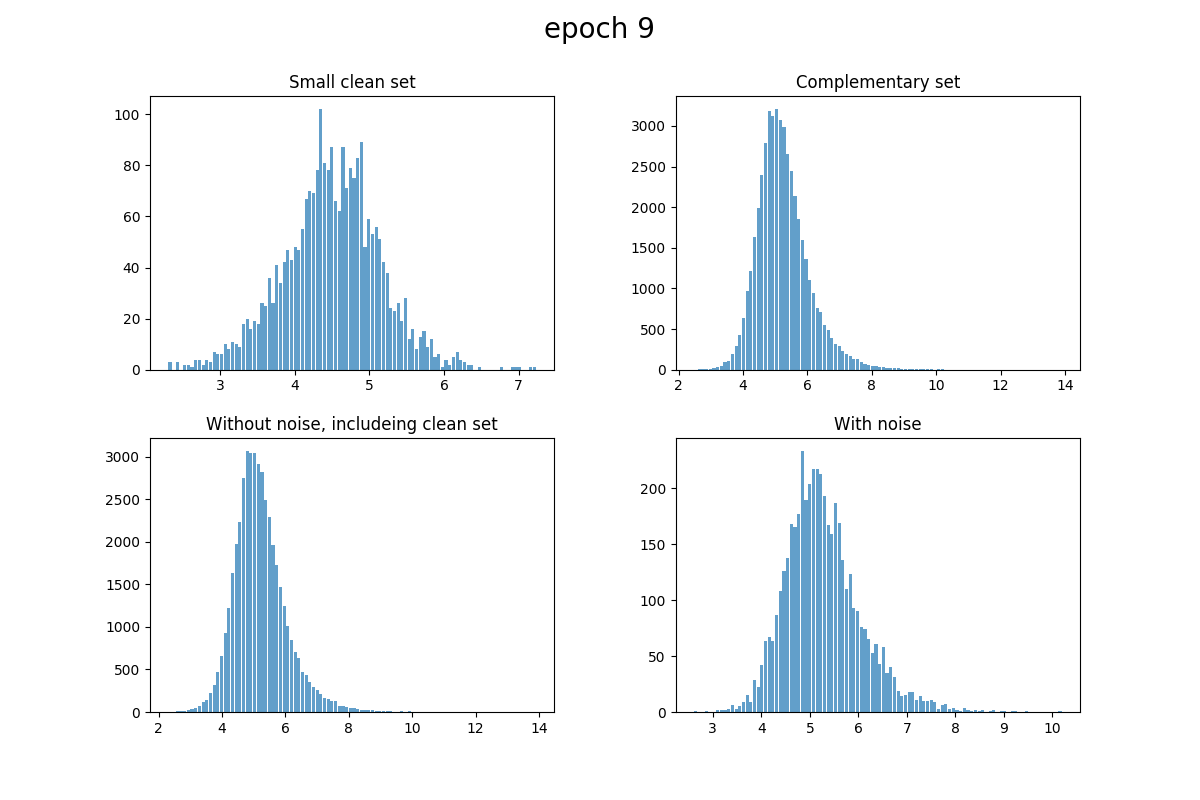 epoch 9
Small clean set
100
80
60
40
20
0
3 4 5 6 7
Complementary set
3000
2500
2000
1500
1000
500
0
2 4 6 8 10 12 14
Without noise, includeing clean set
3000
2500
2000
1500
1000
500
0
2 4 6 8 10 12 14
With noise
200
150
100
50
0
3 4 5 6 7 8 9 10